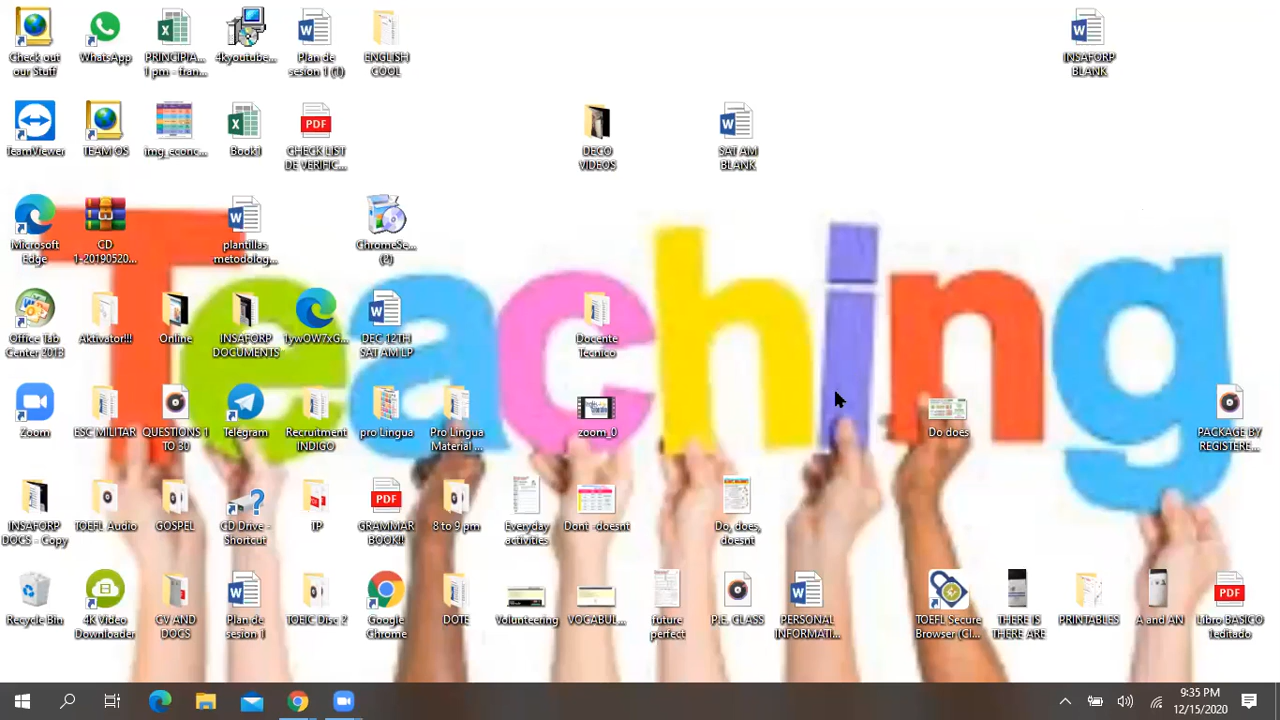 Check out
our Stuff
WhatsApp
PRINCIPIA...
1 pm - fran...
4kyoutube...
Plan de
sesion 1 (1)
ENGLISH
COOL
INSAFORP
BLANK
TeamViewer
TEAM OS
img_econc...
Book1
PDF
CHECK LIST
DE VERIFIC...
DECO
VIDEOS
SAT AM
BLANK
Microsoft
Edge
CD
1-20190520...
plantillas
metodolog...
ChromeSe...
(2)
Teaching
Office Tab
Center 2013
Aktivator!!!
Online
INSAFORP
DOCUMENTS
1ywOW7xG...
DEC 12TH
SAT AM LP
Docente
Tecnico
Zoom
ESC MILITAR
QUESTIONS 1
TO 30
Telegram
Recruitment
INDIGO
pro Lingua
Pro Lingua
Material ...
zoom_0
Do does
PACKAGE BY
REGISTERE...
INSAFORP
DOCS - Copy
TOEFL Audio
GOSPEL
CD Drive -
Shortcut
TP
PDF
GRAMMAR
BOOK!!
8 to 9 pm
Everyday
activities
Dont -doesnt
Do, does,
doesnt
Recycle Bin
4K Video
Downloader
CV AND
DOCS
Plan de
sesion 1
TOEIC Disc 2
Google
Chrome
DOTE
Volunteering
VOCABUL...
future
perfect
P.E. CLASS
PERSONAL
INFORMATI...
TOEFL Secure
Browser (Cl...
THERE IS
THERE ARE
PRINTABLES
A and AN
PDF
Libro BASICO
1editado
9:35 PM
12/15/2020